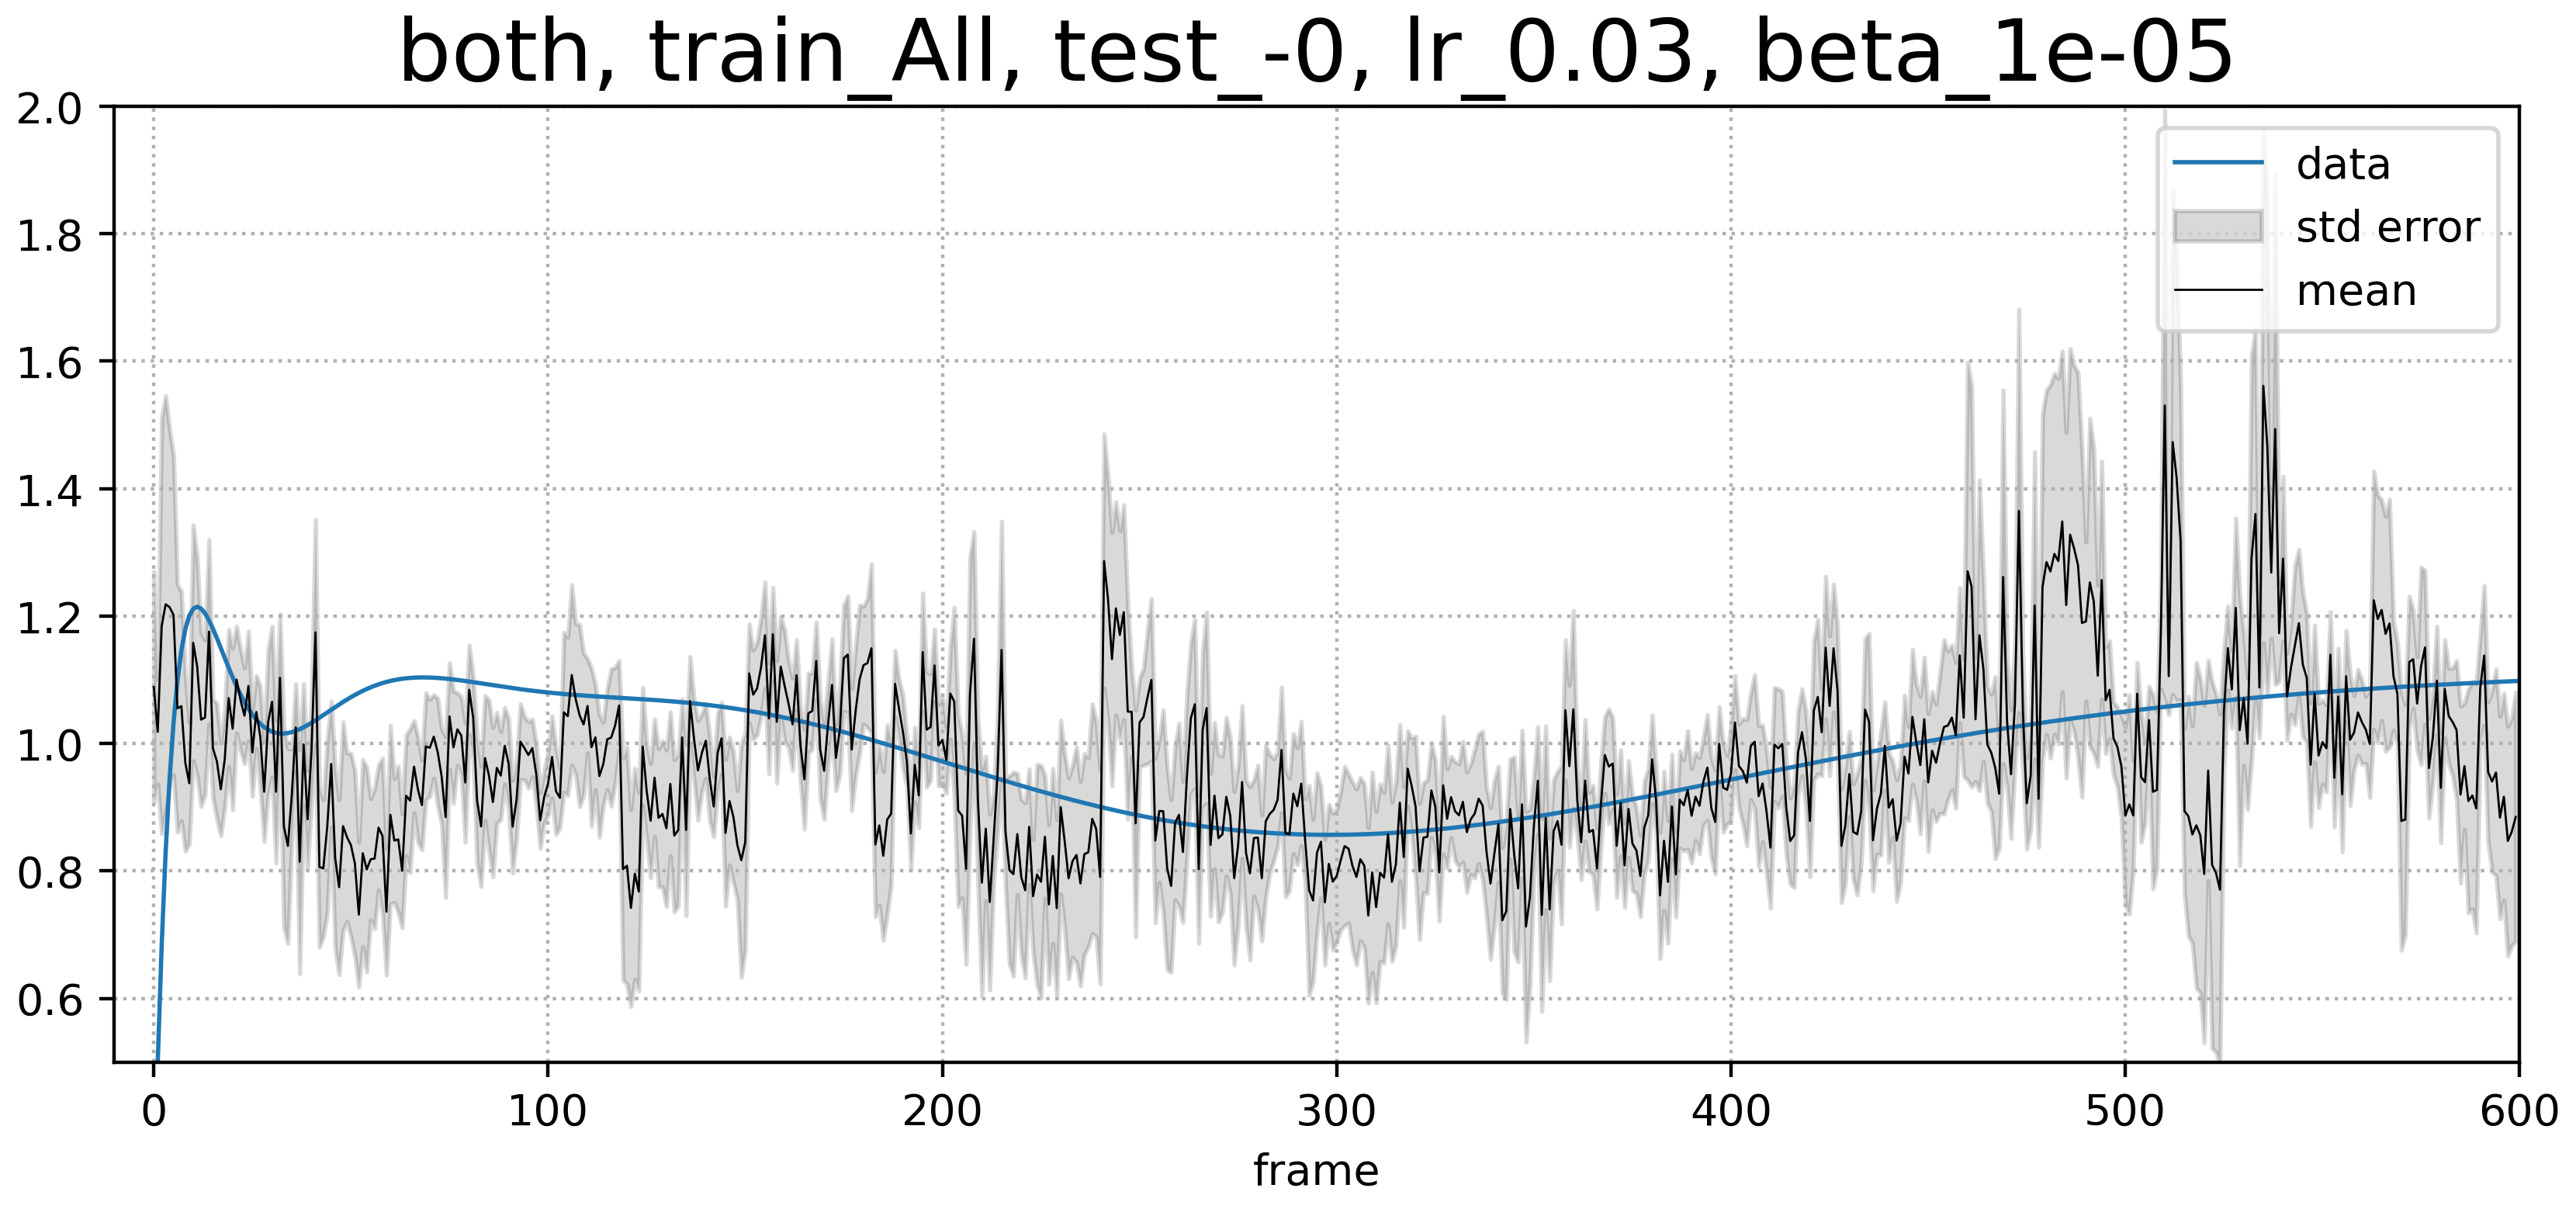 both, train_All, test_-0, lr_0.03, beta_1e-05
2.0
1.8
1.6
1.4
1.2
1.0
0.8
0.6
data
std error
mean
0 100 200 300 400 500 600
frame